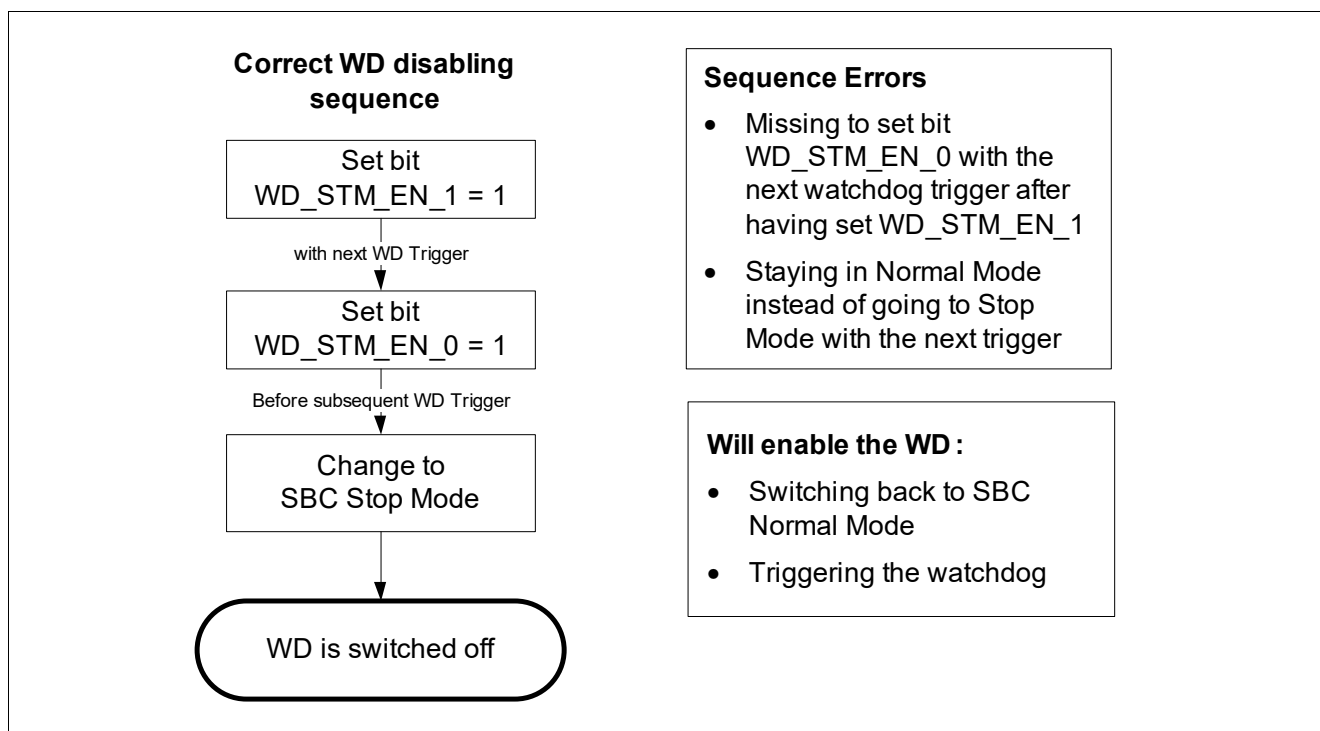 Correct WD disabling
sequence
Set bit
WD_STM_EN_1 = 1
with next WD Trigger
Set bit
WD_STM_EN_0 = 1
Before subsequent WD Trigger
Change to
SBC Stop Mode
WD is switched off
Sequence Errors
• Missing to set bit
WD_STM_EN_0 with the
next watchdog trigger after
having set WD_STM_EN_1
• Staying in Normal Mode
instead of going to Stop
Mode with the next trigger
Will enable the WD :
• Switching back to SBC
Normal Mode
• Triggering the watchdog